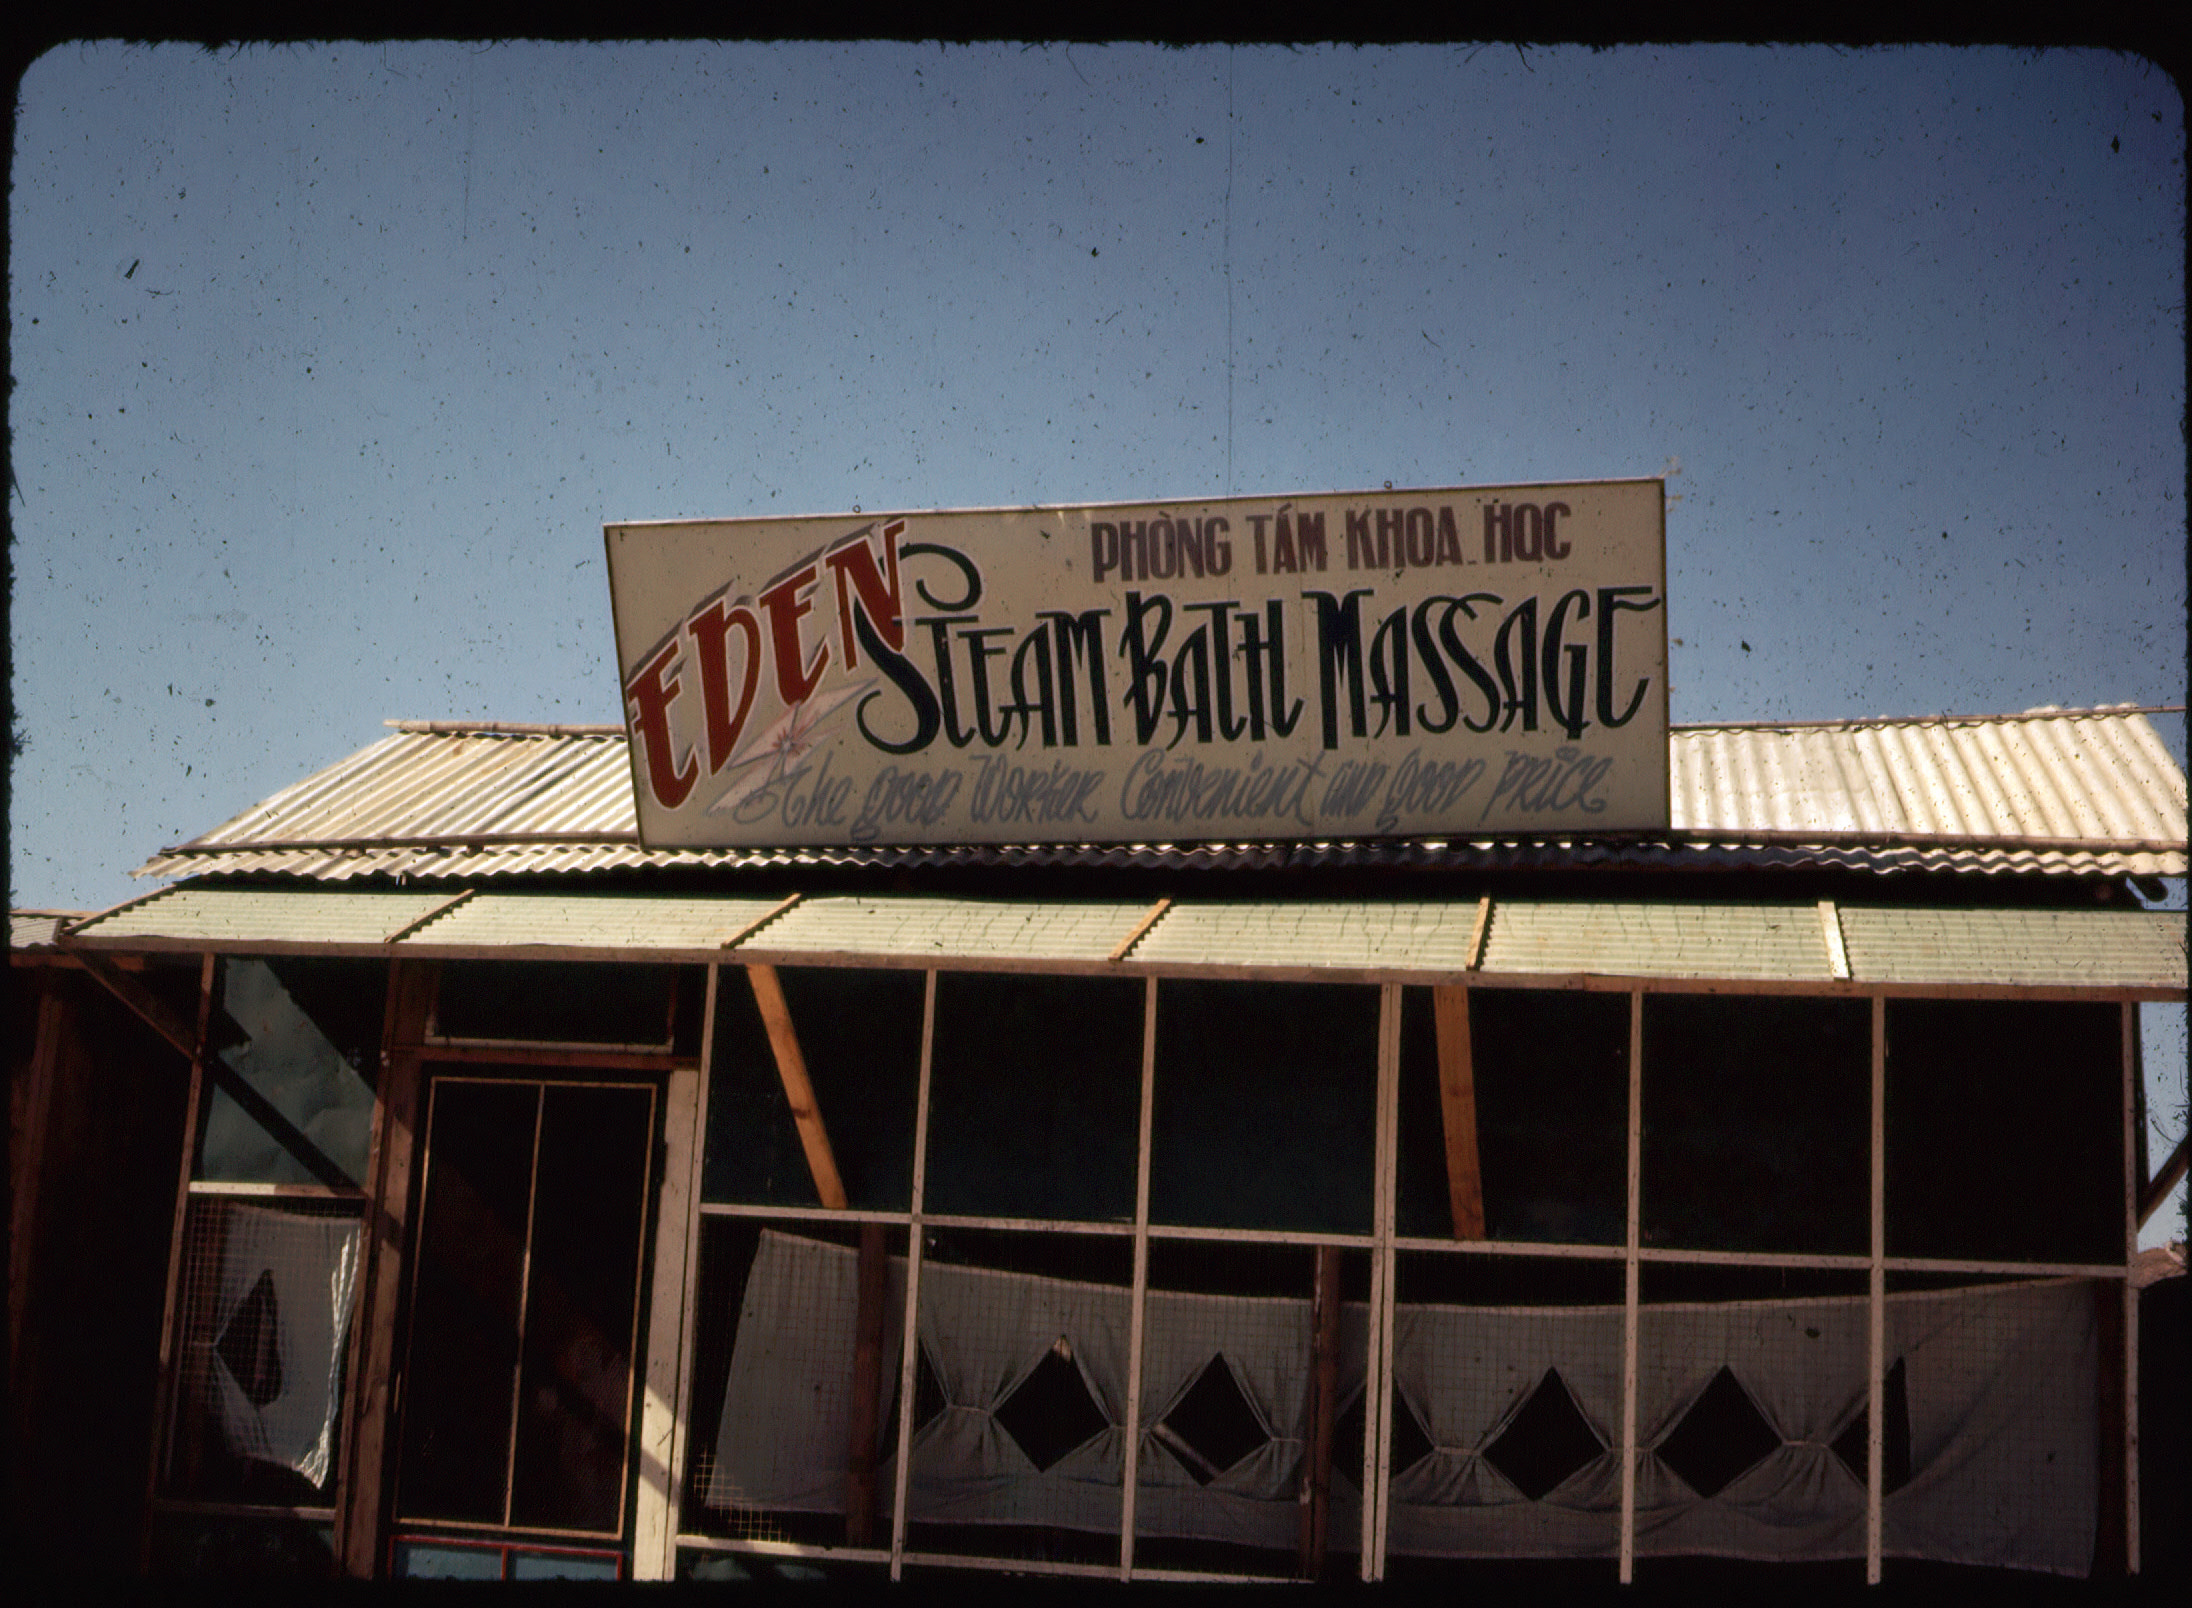 EDEN
PHÒNG TẮM KHOA HỌC
STEAM BATH MASSAGE
The good Worker Convenient and good price